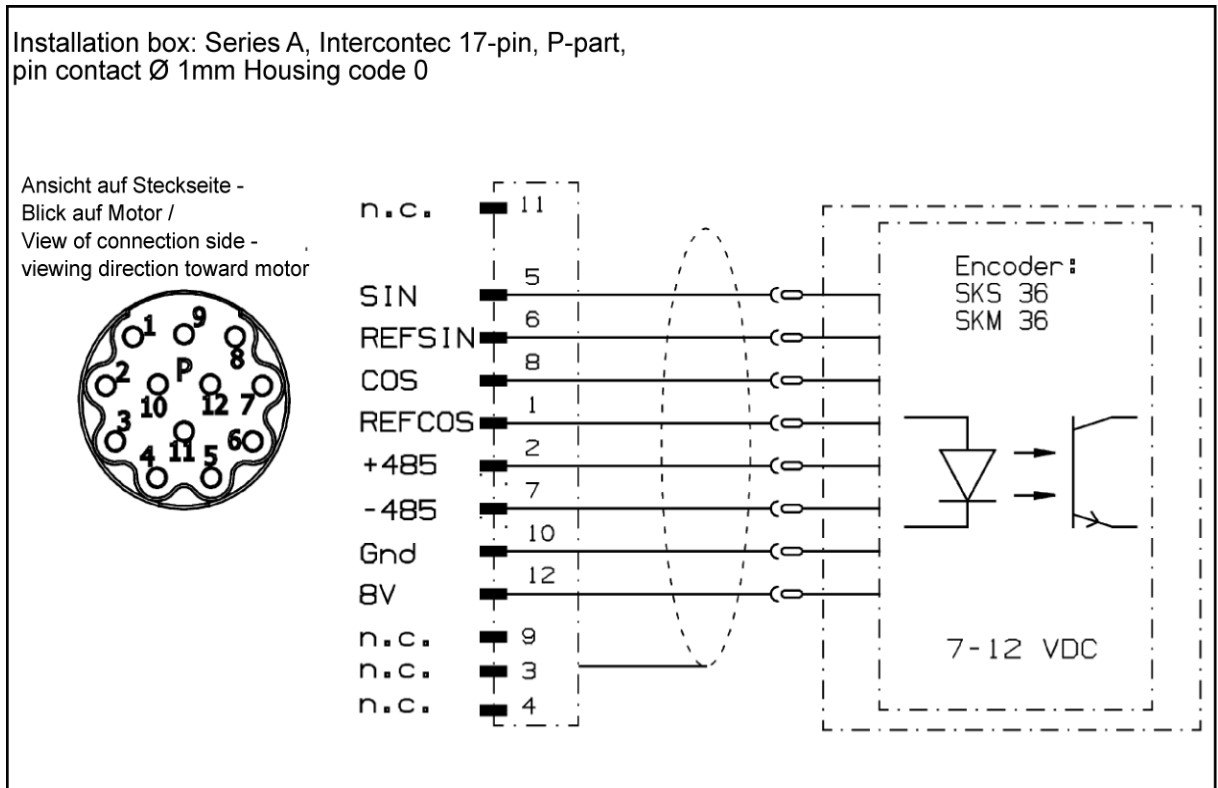 Installation box: Series A, Intercontec 17-pin, P-part,
pin contact Ø 1mm Housing code 0
Ansicht auf Steckseite -
Blick auf Motor /
View of connection side -
viewing direction toward motor
1 9 8
2 P 7
10 12
3 11 6
4 5
n.c. 11
SIN 5
REFSIN 6
COS 8
REFCOS 1
+485 2
-485 7
Gnd 10
8V 12
n.c. 9
n.c. 3
n.c. 4
Encoder:
SKS 36
SKM 36
7-12 VDC